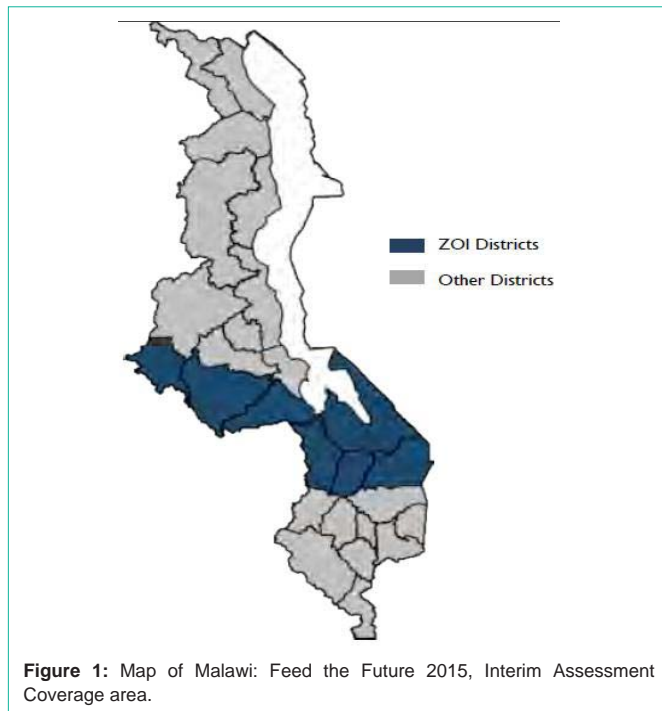 ZOI Districts
Other Districts
Figure 1: Map of Malawi: Feed the Future 2015, Interim Assessment
Coverage area.